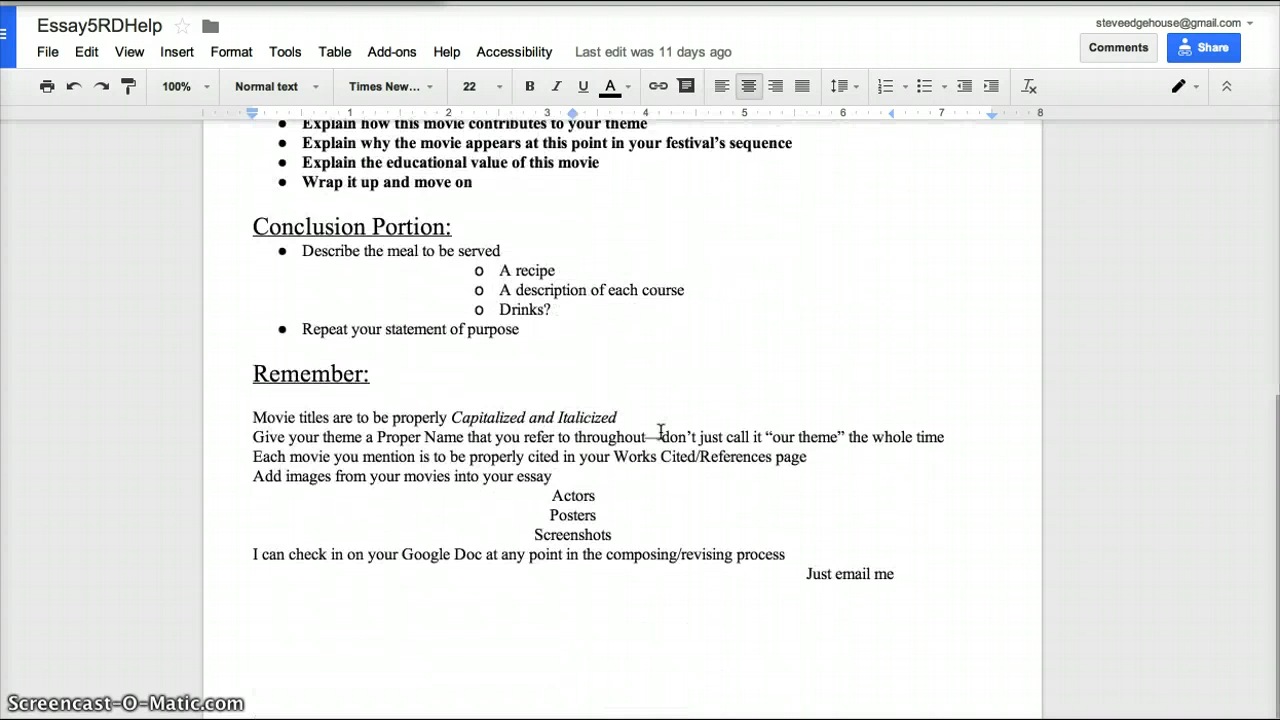 Essay5RDHelp
steveedgehouse@gmail.com
File Edit View Insert Format Tools Table Add-ons Help Accessibility Last edit was 11 days ago
Comments Share
100% Normal text Times New... 22 B I U A
1 2 3 4 5 6 7 8
● Explain how this movie contributes to your theme
● Explain why the movie appears at this point in your festival’s sequence
● Explain the educational value of this movie
● Wrap it up and move on
Conclusion Portion:
● Describe the meal to be served
o A recipe
o A description of each course
o Drinks?
● Repeat your statement of purpose
Remember:
Movie titles are to be properly Capitalized and Italicized
Give your theme a Proper Name that you refer to throughout—don’t just call it “our theme” the whole time
Each movie you mention is to be properly cited in your Works Cited/References page
Add images from your movies into your essay
Actors
Posters
Screenshots
I can check in on your Google Doc at any point in the composing/revising process
Just email me
Screencast-O-Matic.com